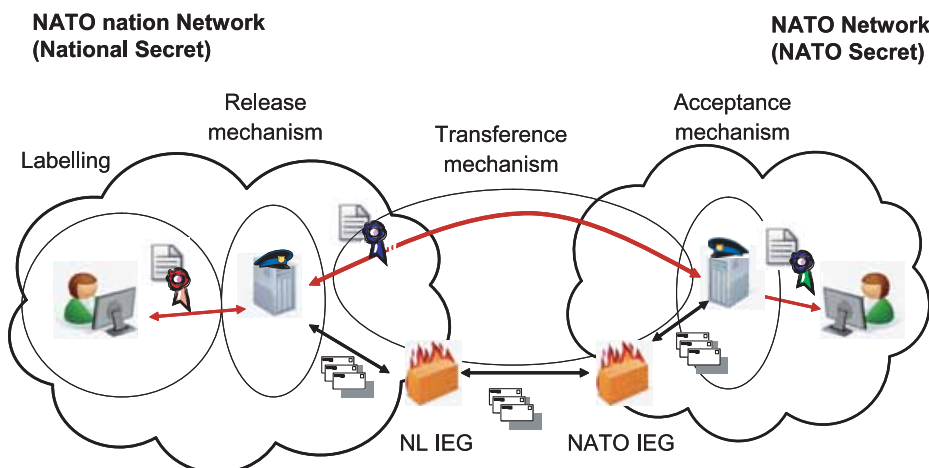 NATO nation Network
(National Secret)
NATO Network
(NATO Secret)
Release
mechanism
Acceptance
mechanism
Transference
mechanism
Labelling
NL IEG
NATO IEG